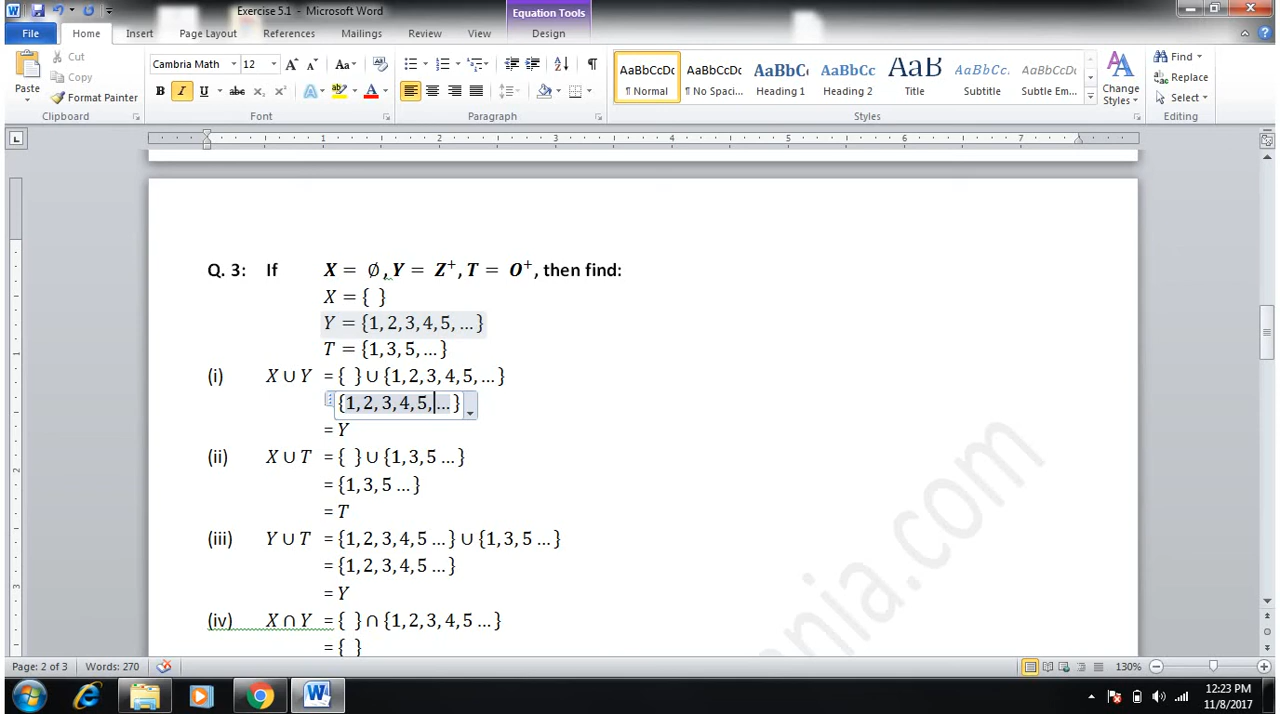 Exercise 5.1 - Microsoft Word
Equation Tools
File Home Insert Page Layout References Mailings Review View Design
Cut
Copy
Format Painter
Paste
Clipboard
Cambria Math 12
Font
Paragraph
AaBbCcDc ¶ Normal
AaBbCcDc ¶ No Spaci...
AaBbCc Heading 1
AaBbCc Heading 2
AaB Title
AaBbCcL Subtitle
AaBbCcDc Subtle Em...
Styles
Change Styles
Find
Replace
Select
Editing
Q. 3: If X = ∅, Y = Z⁺, T = O⁺, then find:
X = { }
Y = {1, 2, 3, 4, 5, ...}
T = {1, 3, 5, ...}
(i) X ∪ Y = { } ∪ {1, 2, 3, 4, 5, ...}
{1, 2, 3, 4, 5, ...}
= Y
(ii) X ∪ T = { } ∪ {1, 3, 5 ...}
= {1, 3, 5 ...}
= T
(iii) Y ∪ T = {1, 2, 3, 4, 5 ...} ∪ {1, 3, 5 ...}
= {1, 2, 3, 4, 5 ...}
= Y
(iv) X ∩ Y = { } ∩ {1, 2, 3, 4, 5 ...}
= { }
nia.com
Page: 2 of 3 Words: 270 130%
12:23 PM
11/8/2017